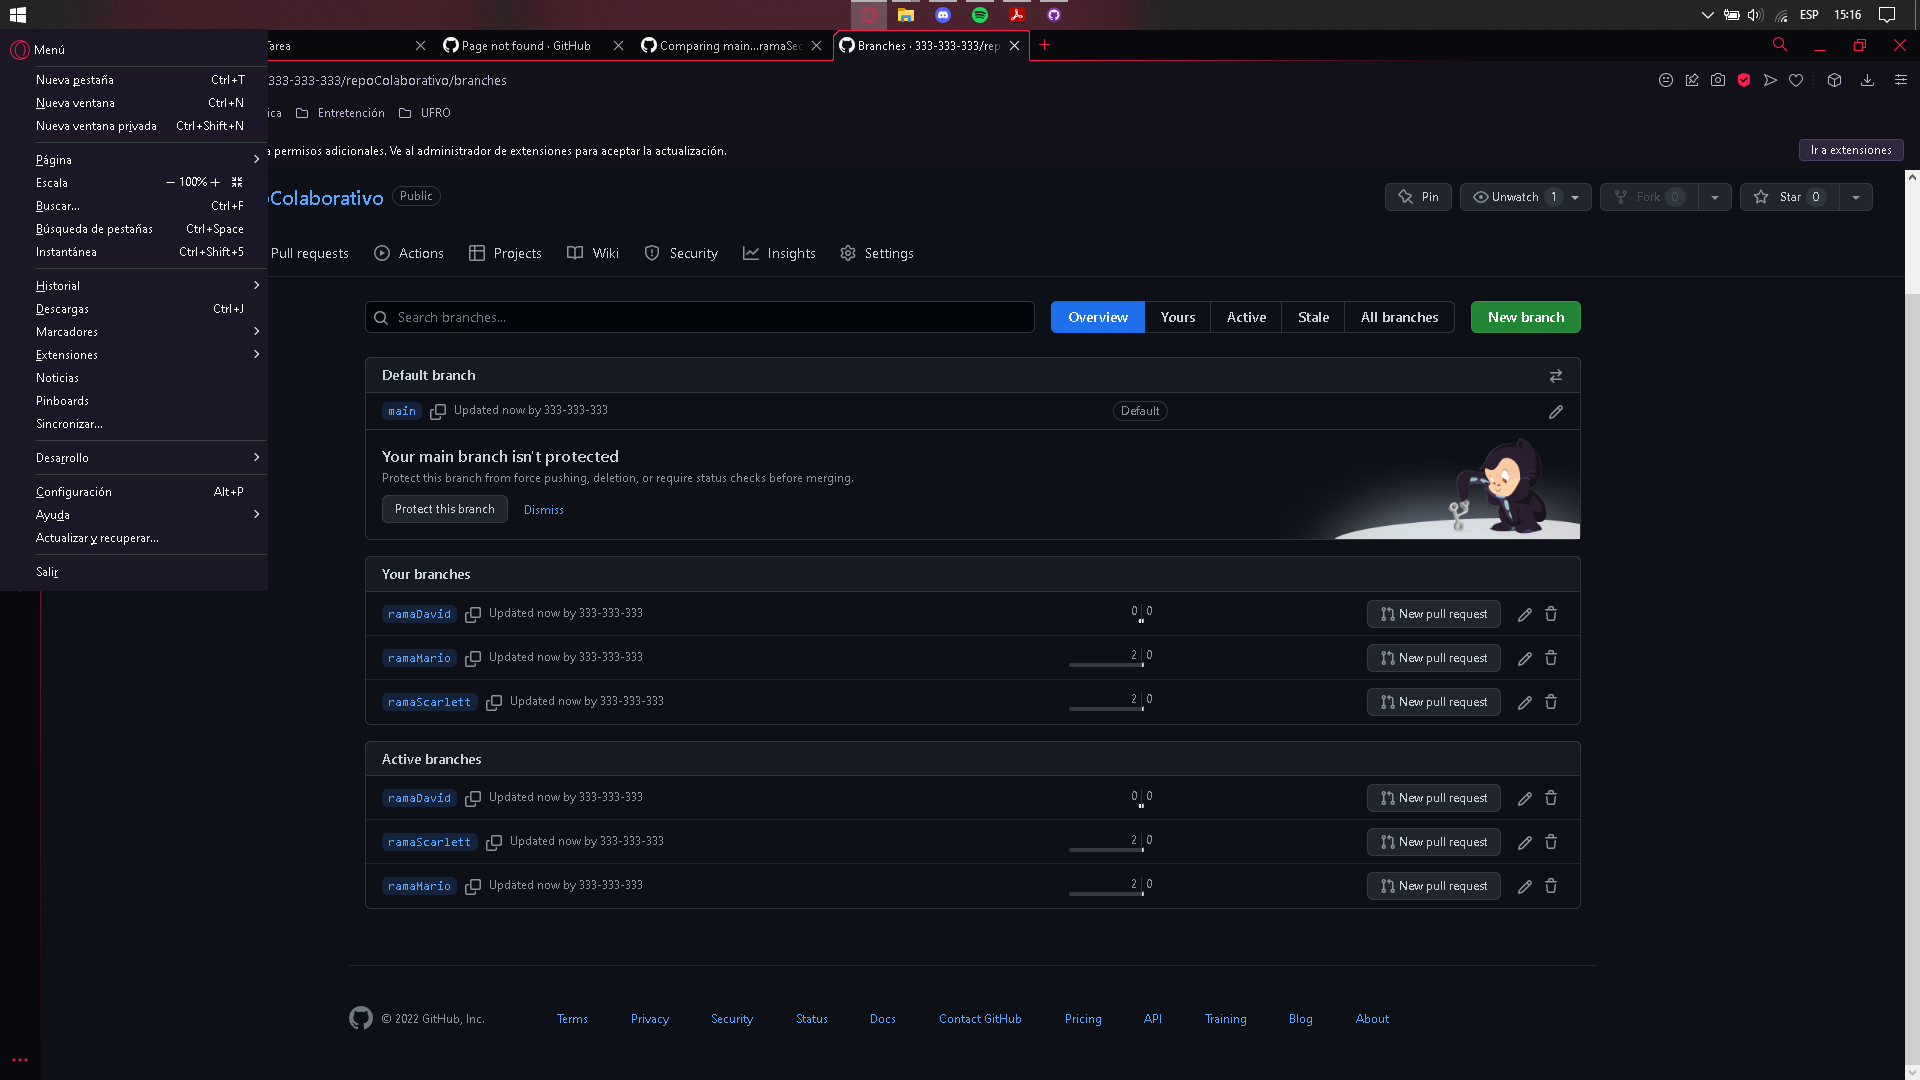 ESP 15:16
Menú
area
Page not found · GitHub
Comparing main...ramaSec
Branches · 333-333-333/rep
Nueva pestaña Ctrl+T
333-333-333/repoColaborativo/branches
Nueva ventana Ctrl+N
ica Entretención UFRO
Nueva ventana privada Ctrl+Shift+N
a permisos adicionales. Ve al administrador de extensiones para aceptar la actualización. Ir a extensiones
Página
Escala – 100% +
Buscar... Ctrl+F
Búsqueda de pestañas Ctrl+Space
Instantánea Ctrl+Shift+5
Historial
Descargas Ctrl+J
Marcadores
Extensiones
Noticias
Pinboards
Sincronizar...
Desarrollo
Configuración Alt+P
Ayuda
Actualizar y recuperar...
Salir
oColaborativo Public Pin Unwatch 1 Fork 0 Star 0
Pull requests Actions Projects Wiki Security Insights Settings
Search branches... Overview Yours Active Stale All branches New branch
Default branch
main Updated now by 333-333-333 Default
Your main branch isn't protected
Protect this branch from force pushing, deletion, or require status checks before merging.
Protect this branch Dismiss
Your branches
ramaDavid Updated now by 333-333-333 0 0 New pull request
ramaMario Updated now by 333-333-333 2 0 New pull request
ramaScarlett Updated now by 333-333-333 2 0 New pull request
Active branches
ramaDavid Updated now by 333-333-333 0 0 New pull request
ramaScarlett Updated now by 333-333-333 2 0 New pull request
ramaMario Updated now by 333-333-333 2 0 New pull request
© 2022 GitHub, Inc. Terms Privacy Security Status Docs Contact GitHub Pricing API Training Blog About